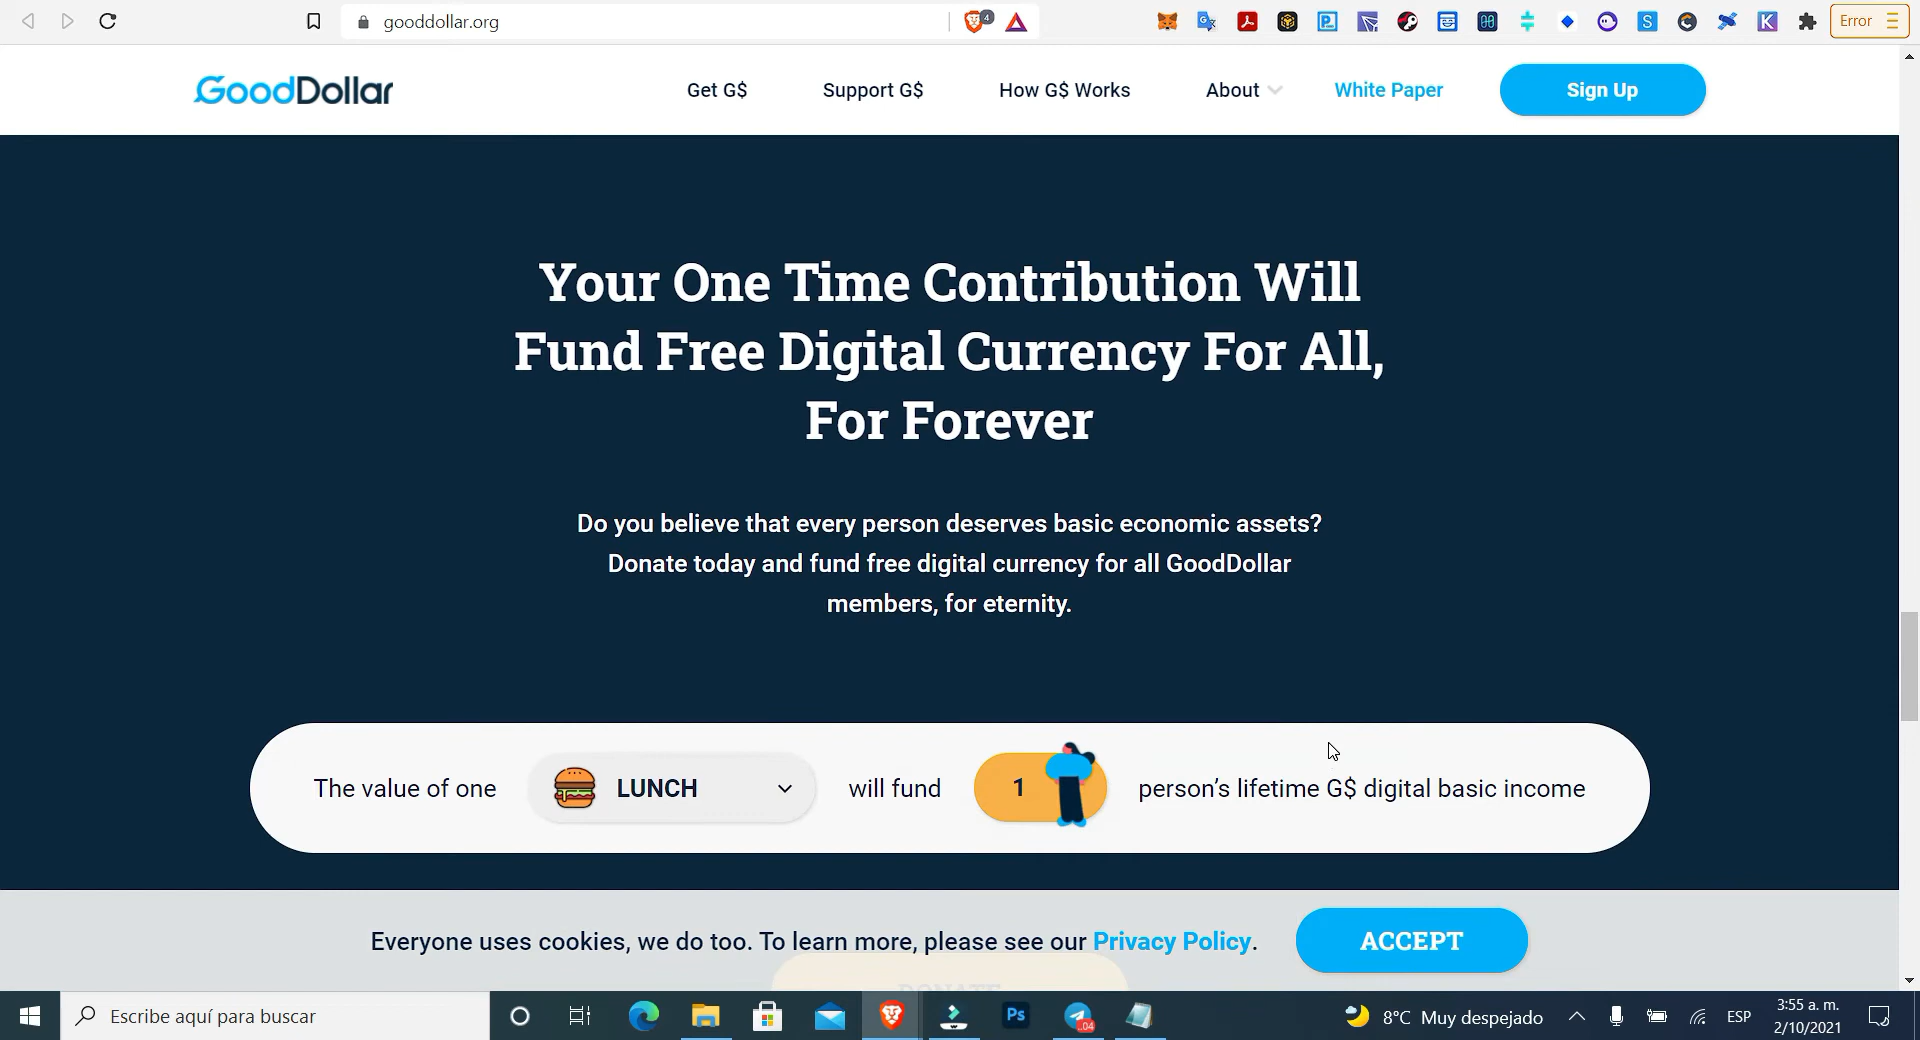 gooddollar.org
4
Error
GoodDollar
Get G$
Support G$
How G$ Works
About
White Paper
Sign Up
Your One Time Contribution Will
Fund Free Digital Currency For All,
For Forever
Do you believe that every person deserves basic economic assets?
Donate today and fund free digital currency for all GoodDollar
members, for eternity.
The value of one
LUNCH
will fund
1
person’s lifetime G$ digital basic income
Everyone uses cookies, we do too. To learn more, please see our Privacy Policy.
ACCEPT
DONATE
Escribe aquí para buscar
Ps
.04
8°C Muy despejado
ESP
3:55 a. m.
2/10/2021